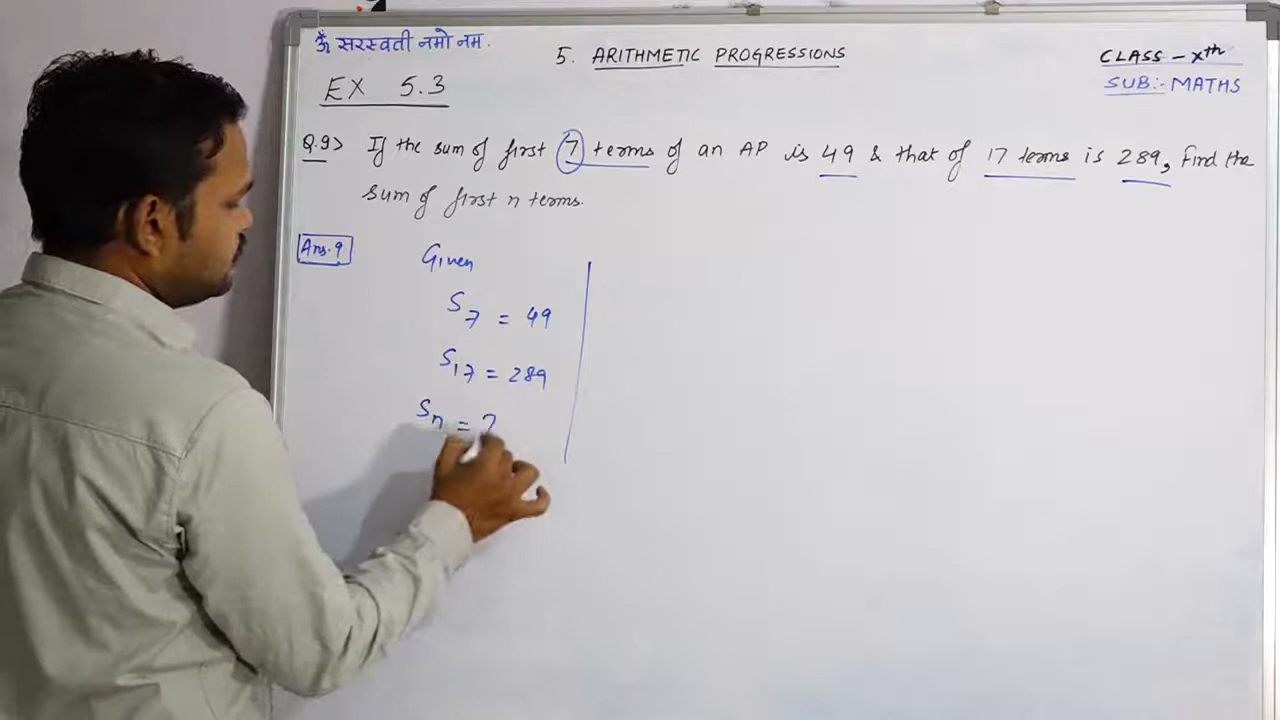 ॐ सरस्वती नमो नम.
5. ARITHMETIC PROGRESSIONS
CLASS - Xth
SUB:- MATHS
EX 5.3
Q.9> If the sum of first 7 terms of an AP is 49 & that of 17 terms is 289, find the
sum of first n terms.
Ans.9
Given
S7 = 49
S17 = 289
Sn = ?